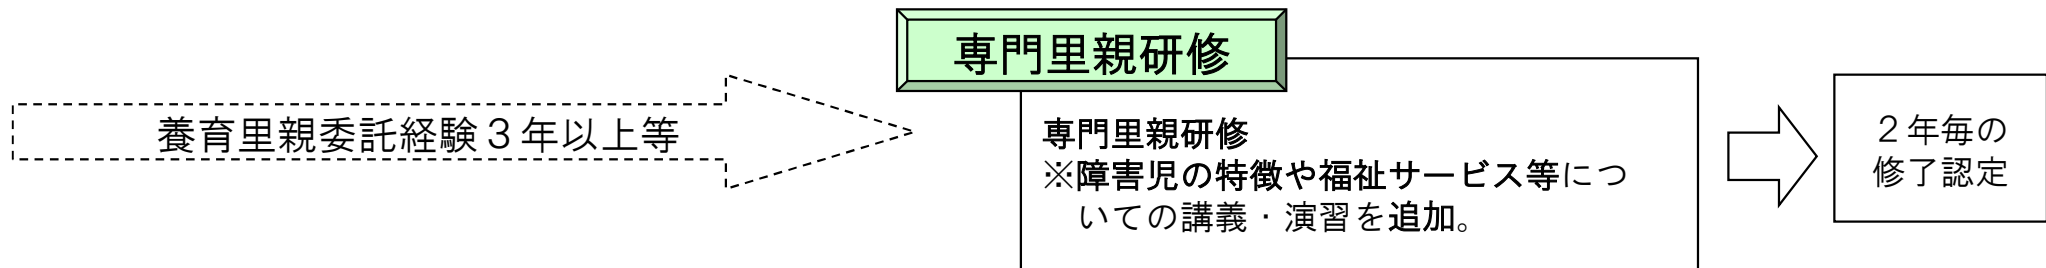 専門里親研修
養育里親委託経験３年以上等
専門里親研修
※障害児の特徴や福祉サービス等につ
いての講義・演習を追加。
２年毎の
修了認定